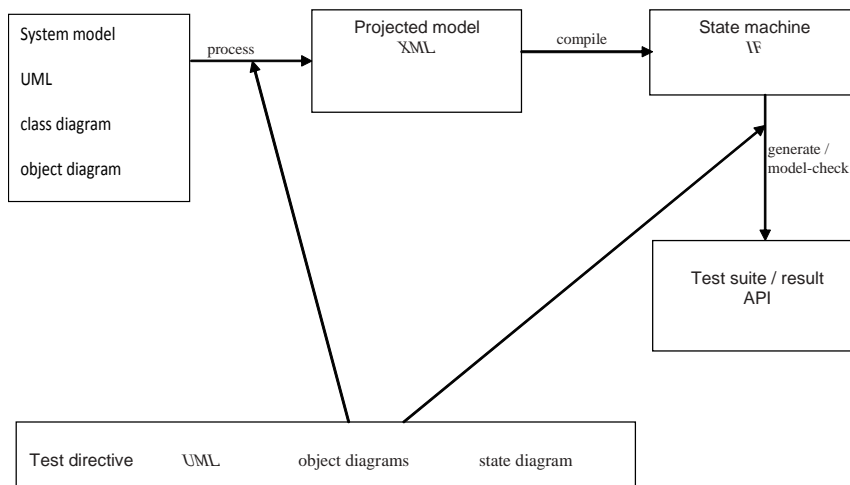 System model
UML
class diagram
object diagram
process
Projected model
XML
compile
State machine
IF
generate /
model-check
Test suite / result
API
Test directive UML object diagrams state diagram